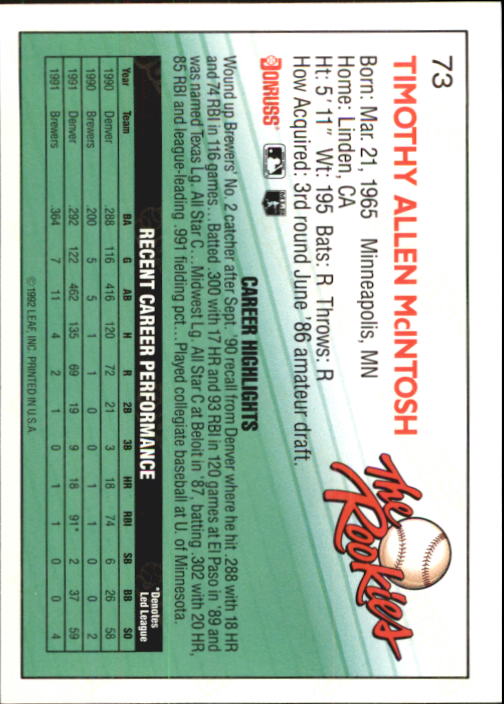 73
TIMOTHY ALLEN McINTOSH
Born: Mar. 21, 1965 Minneapolis, MN
Home: Linden, CA
Ht: 5'11" Wt: 195 Bats: R Throws: R
How Acquired: 3rd round June '86 amateur draft.
The
Rookies
DONRUSS
CAREER HIGHLIGHTS
Wound up Brewers' No. 2 catcher after Sept. '90 recall from Denver where he hit .288 with 18 HR
and 74 RBI in 116 games...Batted .300 with 17 HR and 93 RBI in 120 games at El Paso in '89 and
was named Texas Lg. All Star C...Midwest Lg. All Star C at Beloit in '87, batting .302 with 20 HR,
85 RBI and league-leading .991 fielding pct...Played collegiate baseball at U. of Minnesota.
RECENT CAREER PERFORMANCE
*Denotes
Led League
Year Team BA G AB H R 2B 3B HR RBI SB BB SO
1990 Denver .288 116 416 120 72 21 3 18 74 6 26 58
1990 Brewers .200 5 5 1 1 0 0 1 1 0 0 2
1991 Denver .292 122 462 135 69 19 9 18 91* 2 37 59
1991 Brewers .364 7 11 4 2 1 0 1 1 0 0 4
©1992 LEAF, INC. PRINTED IN U.S.A.